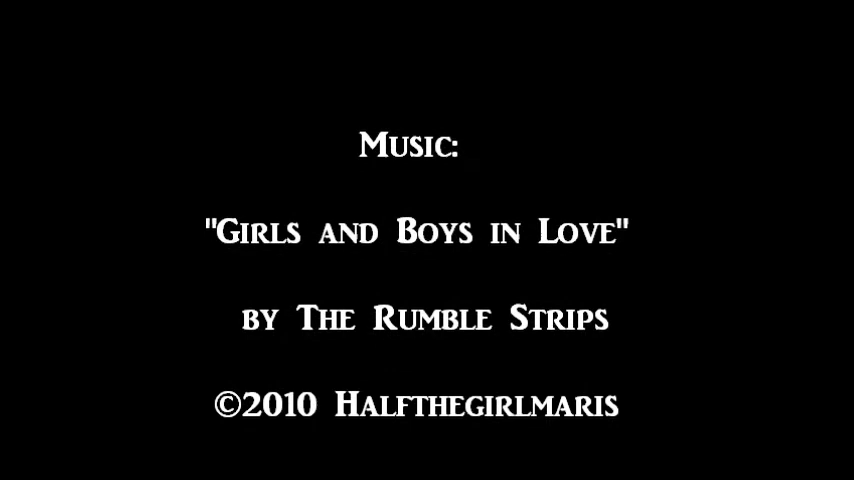 Music:
"Girls and Boys in Love"
by The Rumble Strips
©2010 Halfthegirlmaris